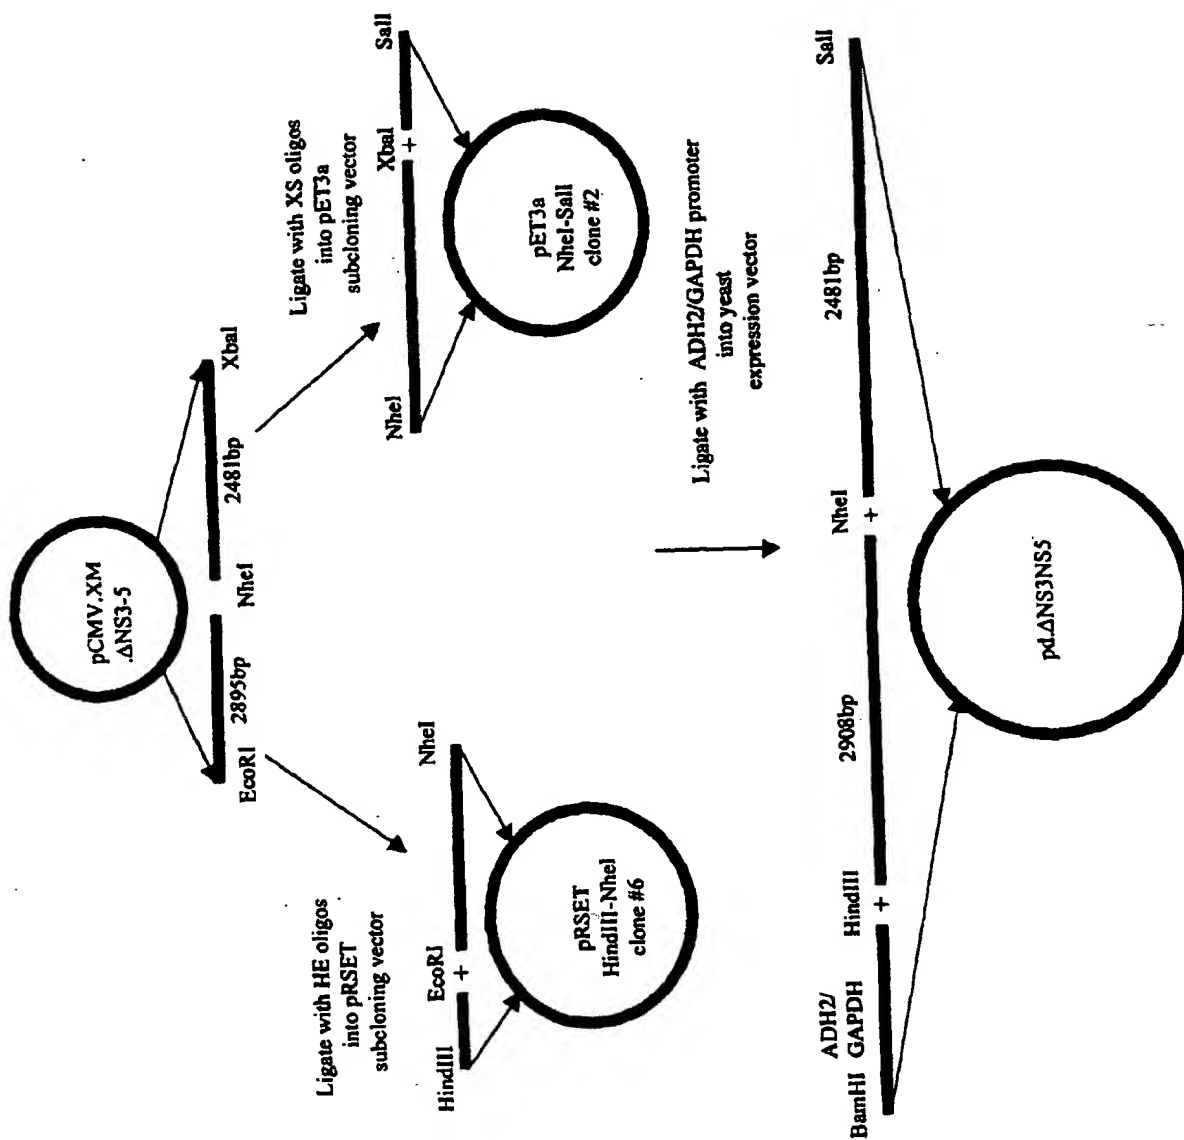 pCMV.XM
.ΔNS3-5
EcoRI
2895bp
NheI
2481bp
XbaI
Ligate with HE oligos
into pRSET
subcloning vector
HindIII
EcoRI
+
NheI
pRSET
HindIII-NheI
clone #6
Ligate with XS oligos
into pET3a
subcloning vector
NheI
XbaI
+
SalI
pET3a
NheI-SalI
clone #2
Ligate with ADH2/GAPDH promoter
into yeast
expression vector
BamHI
ADH2/
GAPDH
HindIII
+
2908bp
NheI
+
2481bp
SalI
pd.ΔNS3NS5